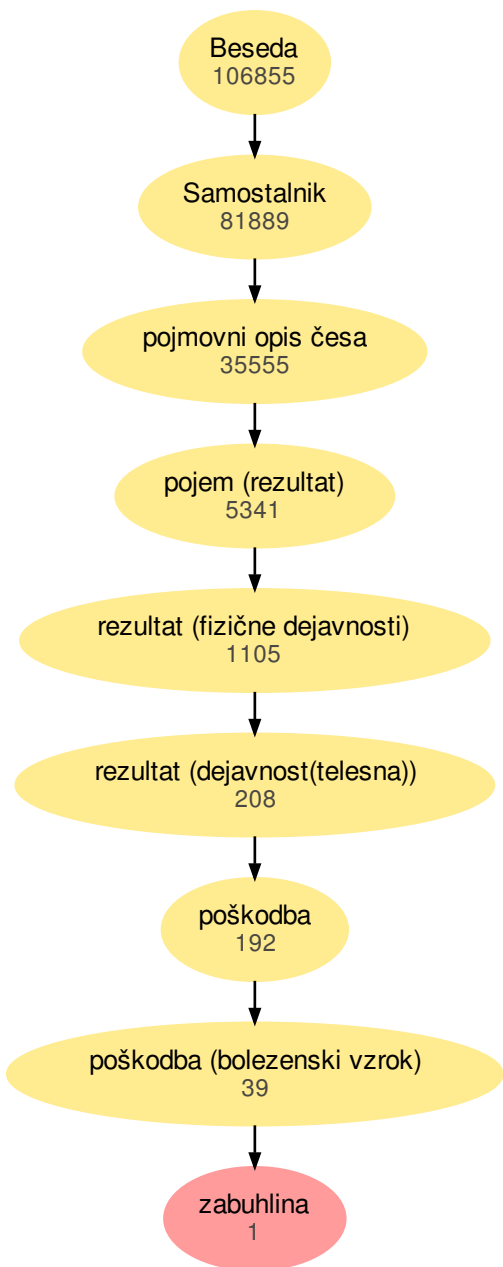 Beseda
106855
Samostalnik
81889
pojmovni opis česa
35555
pojem (rezultat)
5341
rezultat (fizične dejavnosti)
1105
rezultat (dejavnost(telesna))
208
poškodba
192
poškodba (bolezenski vzrok)
39
zabuhlina
1